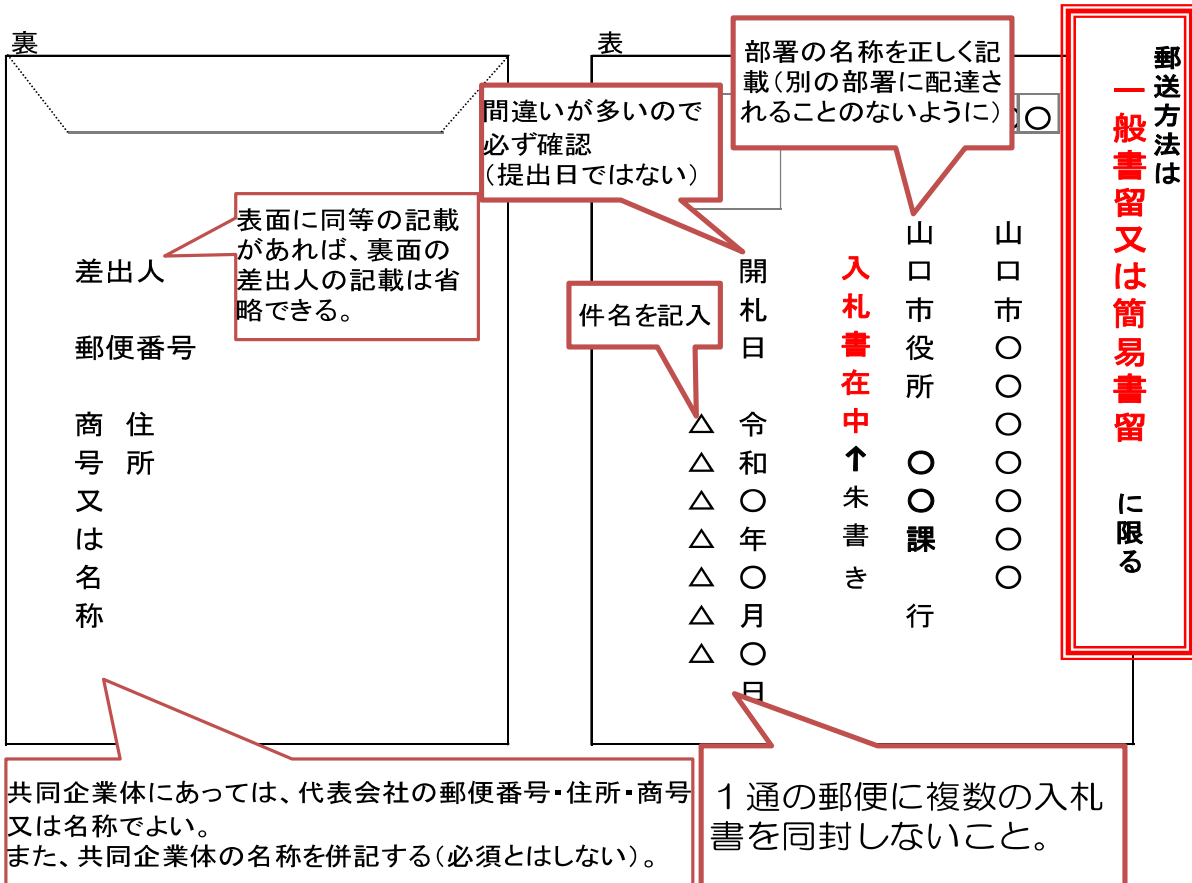 裏
差出人
郵便番号
住所
商号又は名称
表面に同等の記載
があれば、裏面の
差出人の記載は省
略できる。
共同企業体にあっては、代表会社の郵便番号・住所・商号
又は名称でよい。
また、共同企業体の名称を併記する(必須とはしない)。
表
郵送方法は
一般書留又は簡易書留 に限る
部署の名称を正しく記
載(別の部署に配達さ
れることのないように)
〇
間違いが多いので
必ず確認
(提出日ではない)
件名を記入
山口市〇〇〇〇〇〇〇
山口市役所 〇〇課 行
入札書在中↑朱書き
開札日 令和〇年〇月〇日
△△△△△△△
１通の郵便に複数の入札
書を同封しないこと。